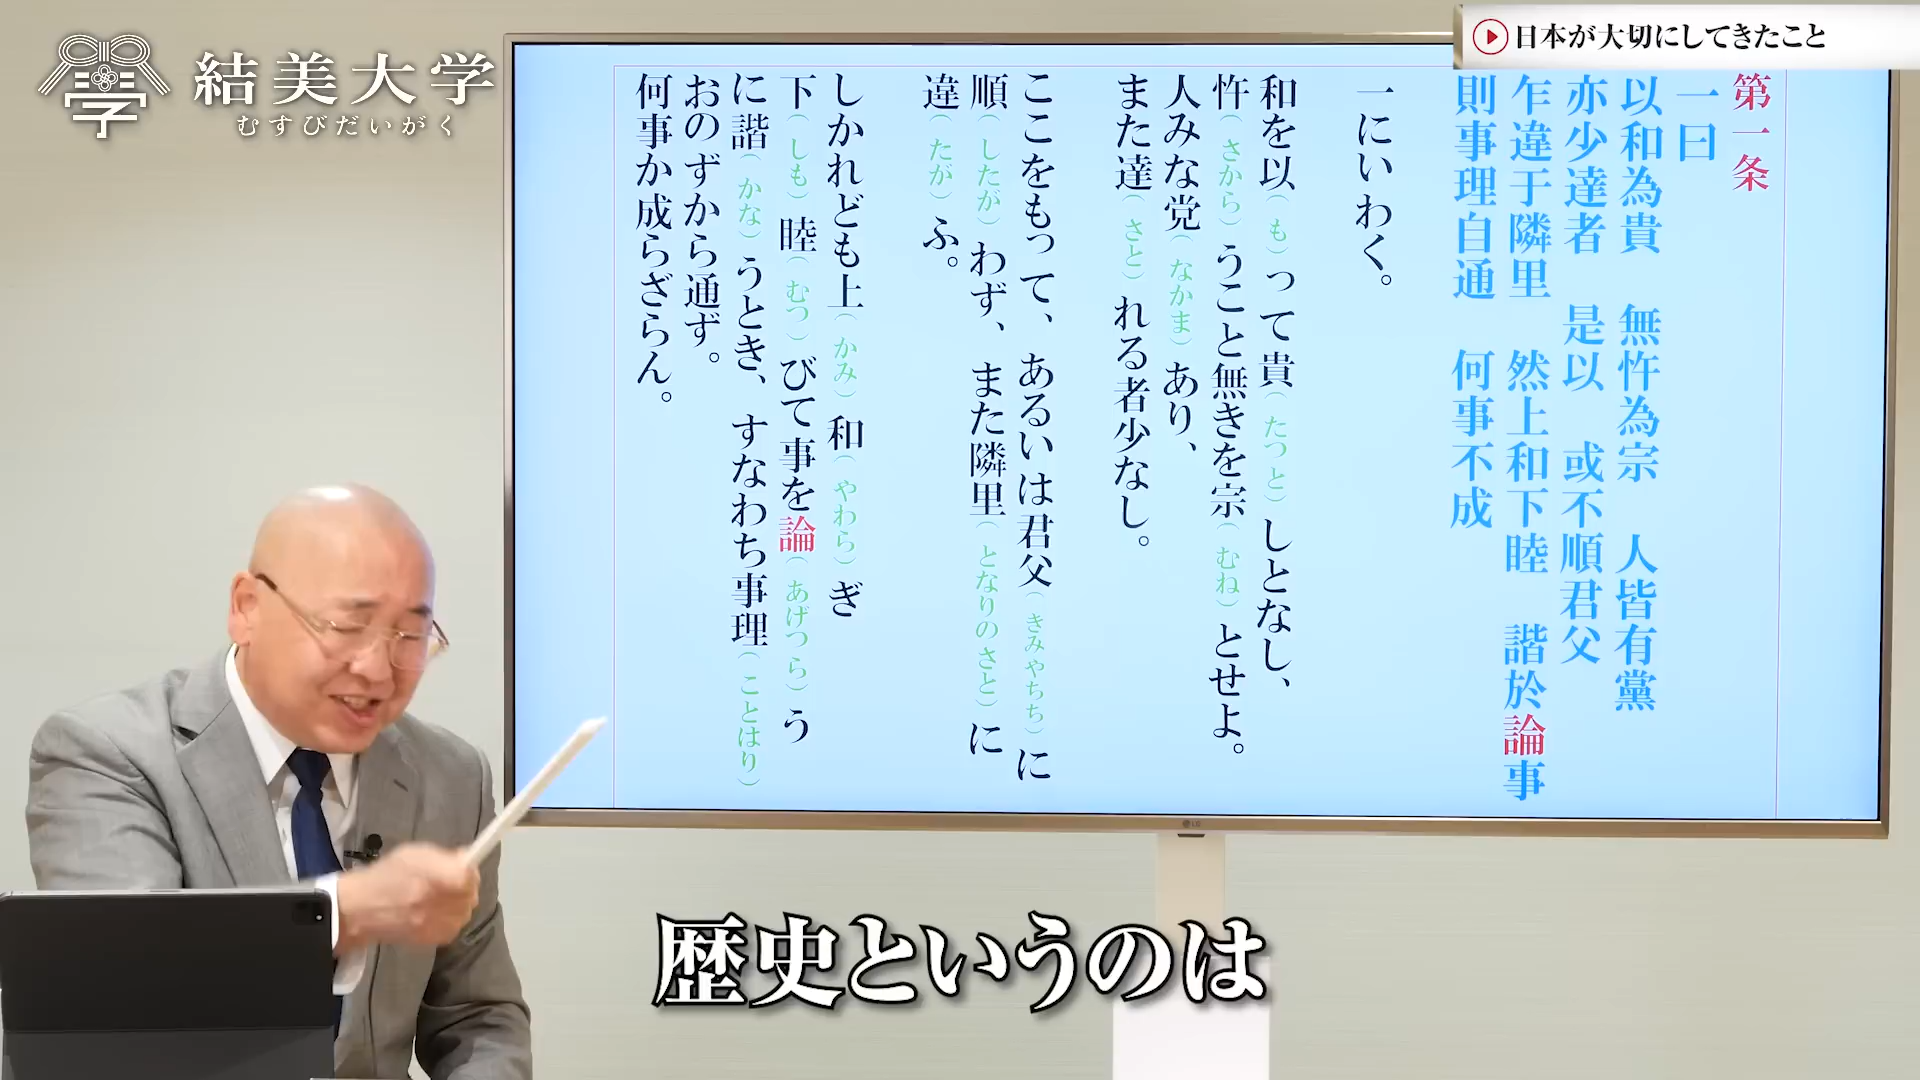 結美大学
むすびだいがく
日本が大切にしてきたこと
第一条
一曰
以和為貴　無忤為宗　人皆有黨
亦少達者　是以　或不順君父
乍違于隣里　然上和下睦　諧於論事
則事理自通　何事不成
一にいわく。
和を以（も）って貴（たつと）しとなし、
忤（さから）うこと無きを宗（むね）とせよ。
人みな党（なかま）あり、
また達（さと）れる者少なし。
ここをもって、あるいは君父（きみやちち）に
順（したが）わず、また隣里（となりのさと）に
違（たが）ふ。
しかれども上（かみ）和（やわら）ぎ
下（しも）睦（むつ）びて事を論（あげつら）う
に諧（かな）うとき、すなわち事理（ことはり）
おのずから通ず。
何事か成らざらん。
歴史というのは